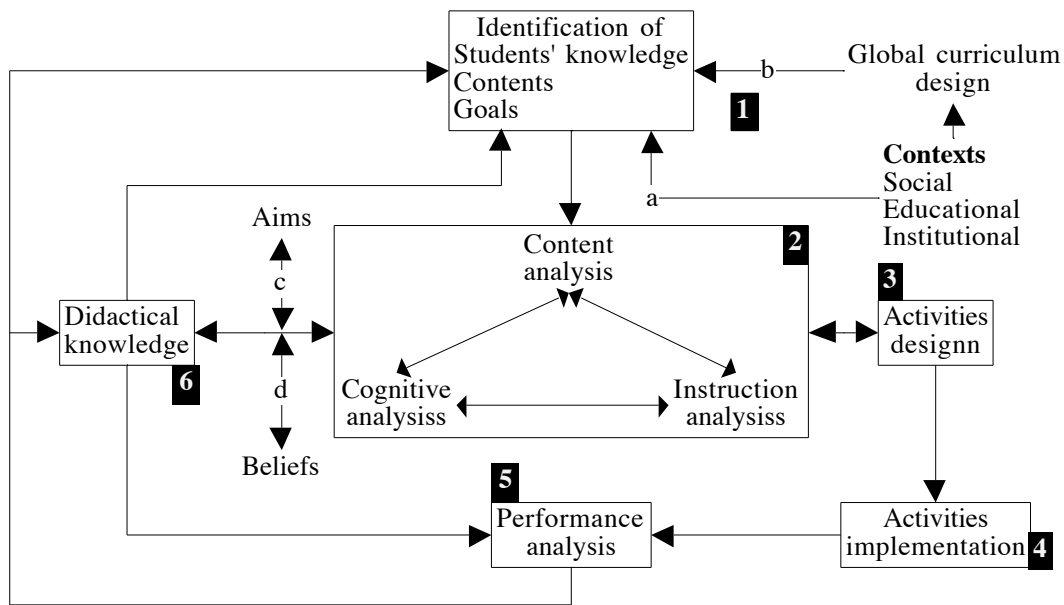 Identification of
Students' knowledge
Contents
Goals
1
b
Global curriculum
design
Contexts
Social
Educational
Institutional
a
Aims
c
2
Content
analysis
3
Activities
designn
Didactical
knowledge
6
d
Cognitive
analysiss
Instruction
analysiss
Beliefs
5
Performance
analysis
Activities
implementation
4